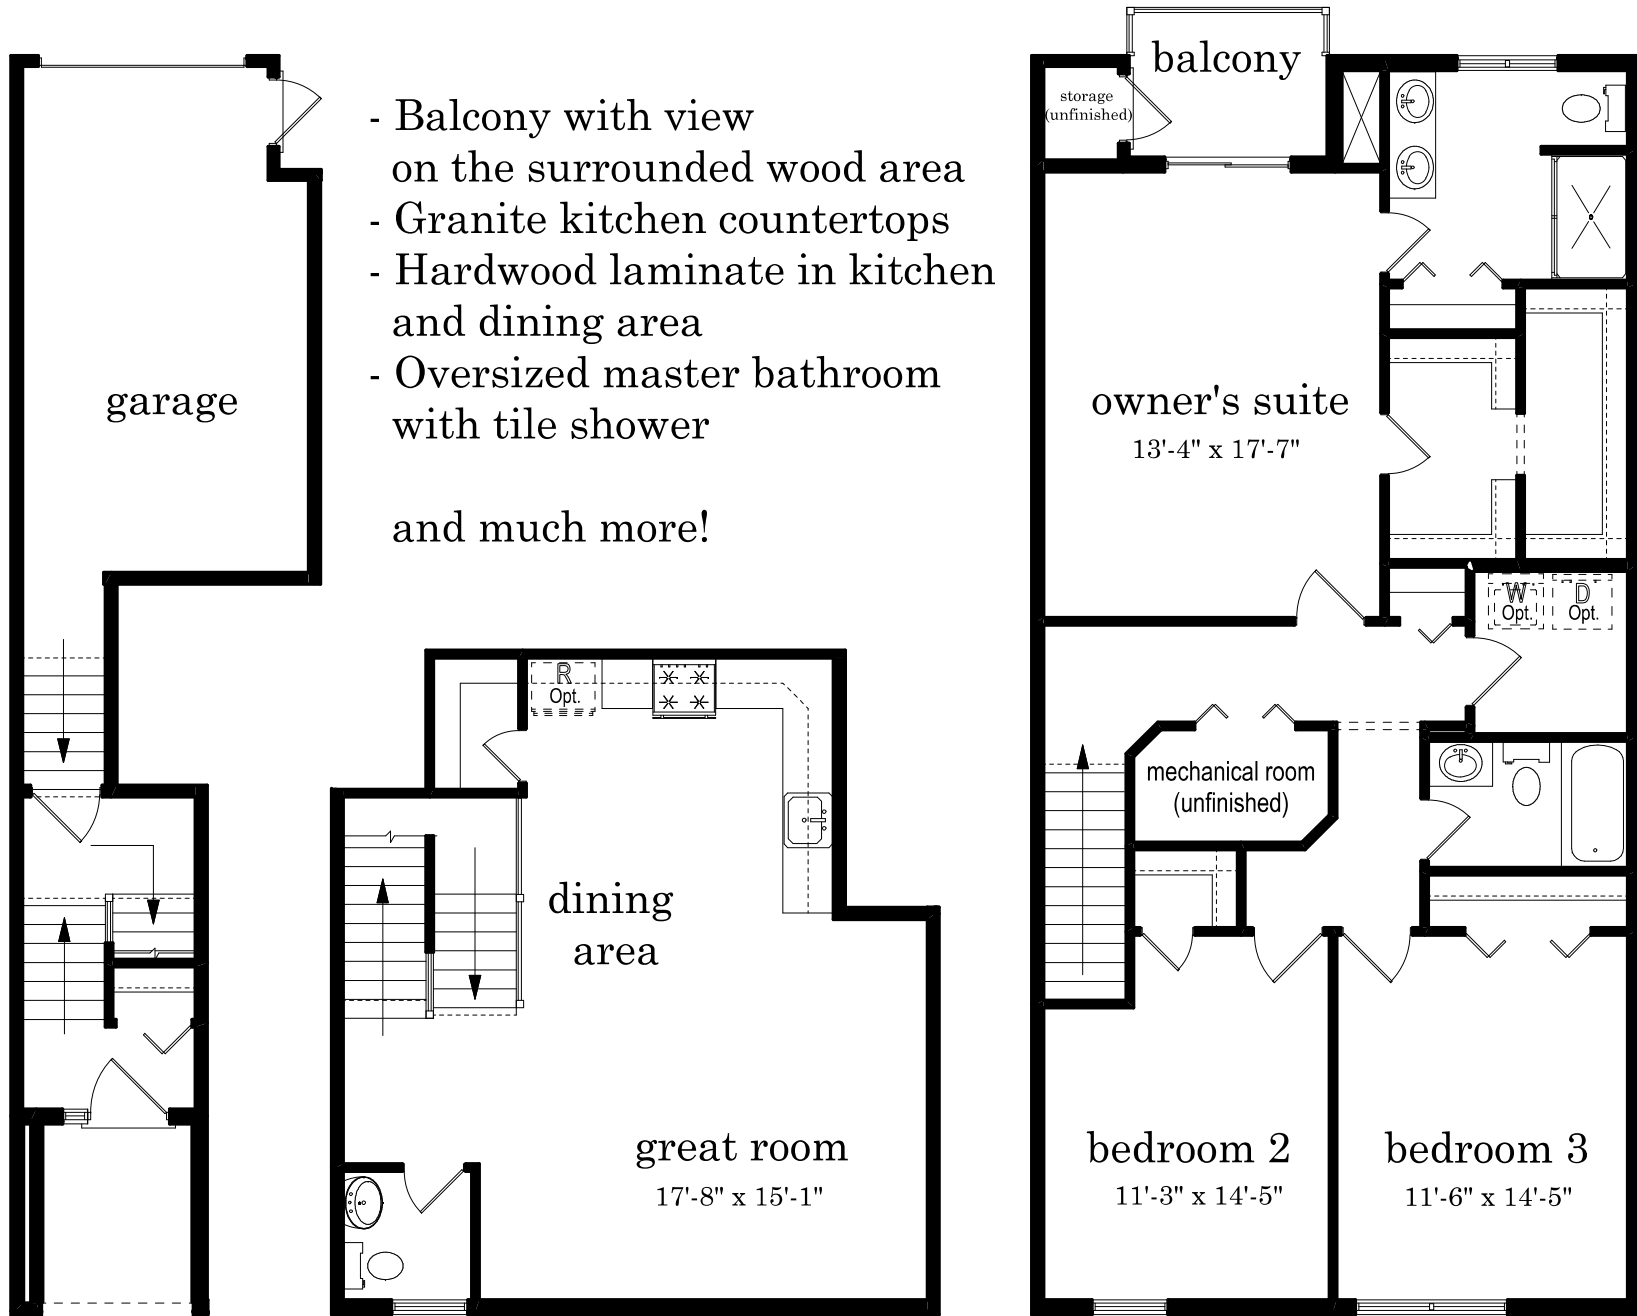 balcony
storage
(unfinished)
- Balcony with view
on the surrounded wood area
- Granite kitchen countertops
- Hardwood laminate in kitchen
and dining area
- Oversized master bathroom
with tile shower
and much more!
garage
owner's suite
13'-4" x 17'-7"
W
Opt.
D
Opt.
R
Opt.
mechanical room
(unfinished)
dining
area
great room
17'-8" x 15'-1"
bedroom 2
11'-3" x 14'-5"
bedroom 3
11'-6" x 14'-5"